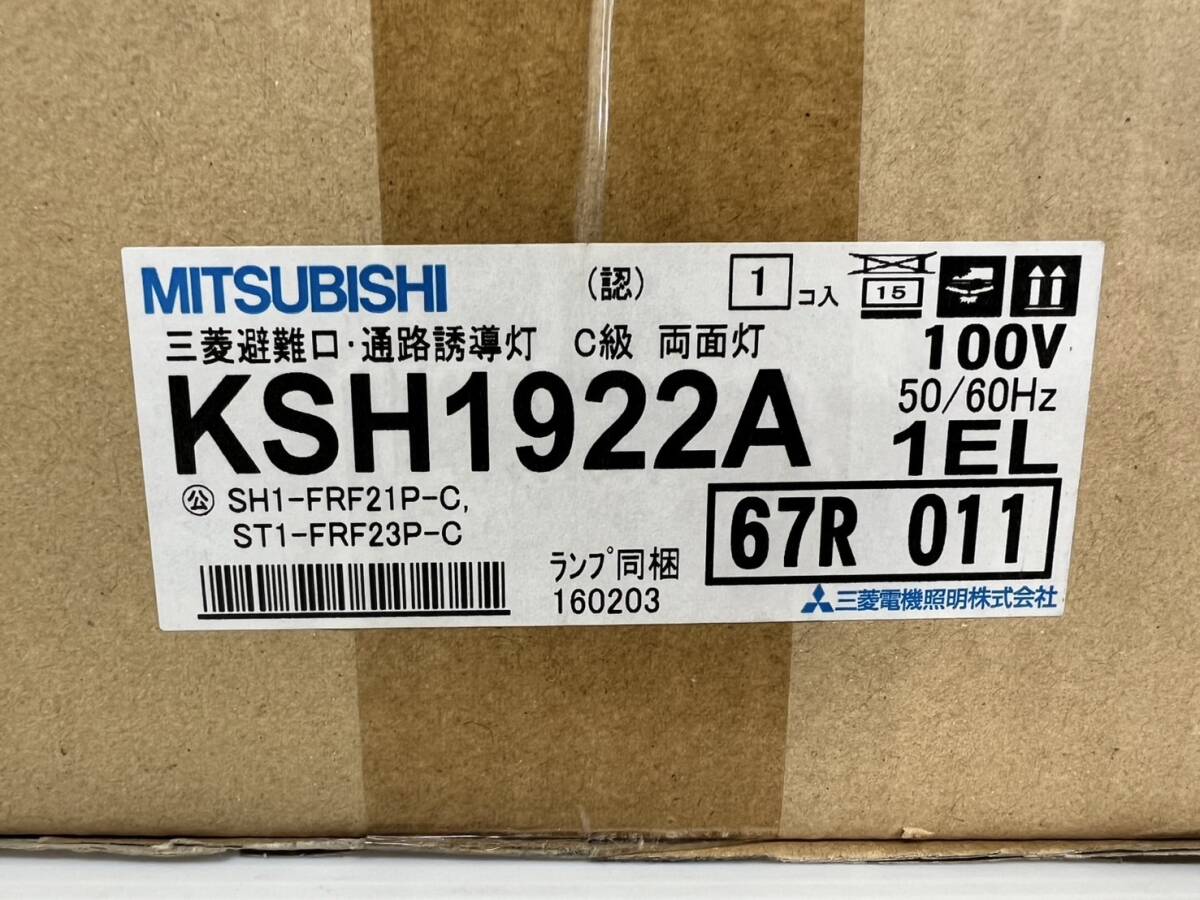 MITSUBISHI (認) 1 コ入 15
三菱避難口・通路誘導灯 C級 両面灯 100V
KSH1922A 50/60Hz
1EL
公 SH1-FRF21P-C,
ST1-FRF23P-C
67R 011
ランプ同梱
160203
三菱電機照明株式会社